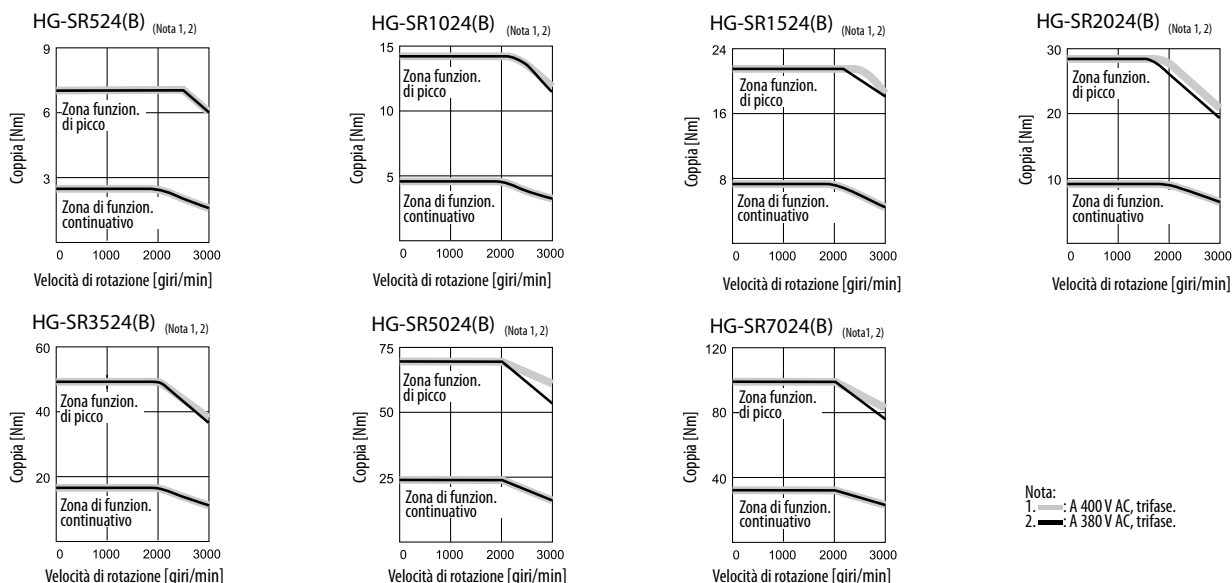 HG-SR524(B) (Nota 1, 2)
9
6
3
Coppia [Nm]
Zona funzion.
di picco
Zona di funzion.
continuativo
0 1000 2000 3000
Velocità di rotazione [giri/min]
HG-SR1024(B) (Nota 1, 2)
15
10
5
Coppia [Nm]
Zona funzion.
di picco
Zona di funzion.
continuativo
0 1000 2000 3000
Velocità di rotazione [giri/min]
HG-SR1524(B) (Nota 1, 2)
24
16
8
Coppia [Nm]
Zona funzion.
di picco
Zona di funzion.
continuativo
0 1000 2000 3000
Velocità di rotazione [giri/min]
HG-SR2024(B) (Nota 1, 2)
30
20
10
Coppia [Nm]
Zona funzion.
di picco
Zona di funzion.
continuativo
0 1000 2000 3000
Velocità di rotazione [giri/min]
HG-SR3524(B) (Nota 1, 2)
60
40
20
Coppia [Nm]
Zona funzion.
di picco
Zona di funzion.
continuativo
0 1000 2000 3000
Velocità di rotazione [giri/min]
HG-SR5024(B) (Nota 1, 2)
75
50
25
Coppia [Nm]
Zona funzion.
di picco
Zona di funzion.
continuativo
0 1000 2000 3000
Velocità di rotazione [giri/min]
HG-SR7024(B) (Nota1, 2)
120
80
40
Coppia [Nm]
Zona funzion.
di picco
Zona di funzion.
continuativo
0 1000 2000 3000
Velocità di rotazione [giri/min]
Nota:
1. : A 400 V AC, trifase.
2. : A 380 V AC, trifase.